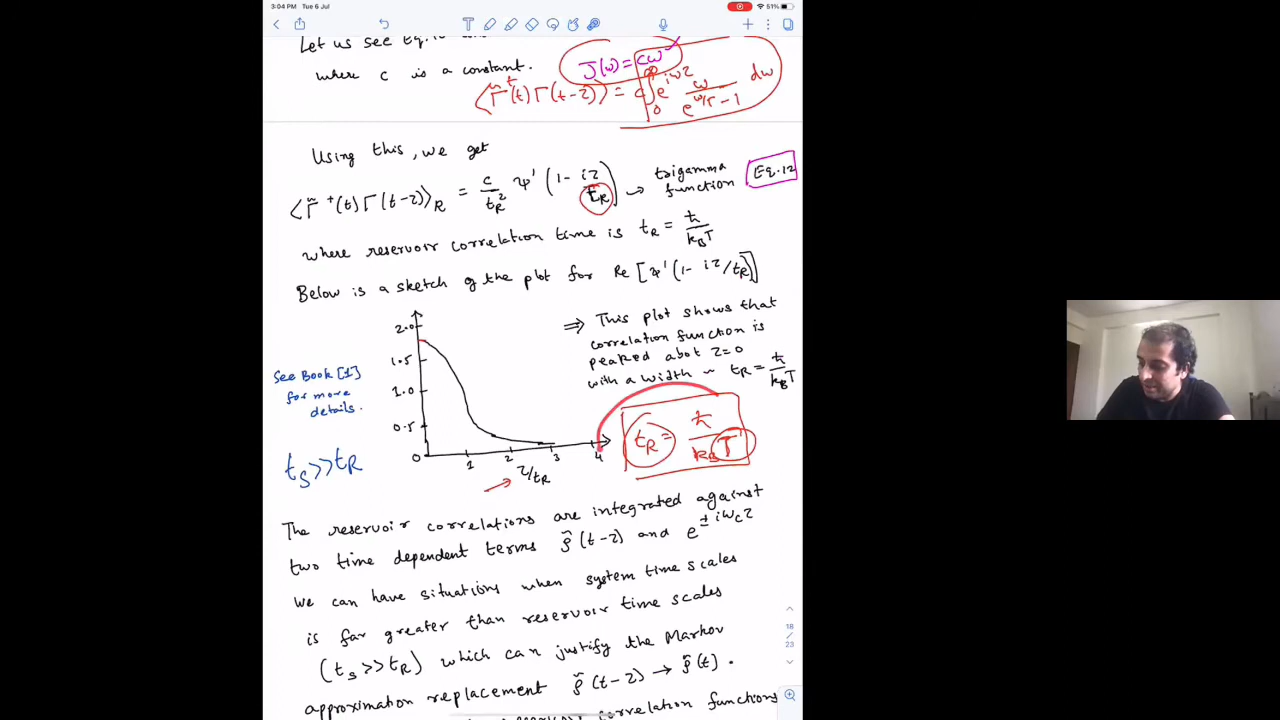 3:04 PM Tue 6 Jul
51%
Let us see Eq.
where c is a constant.
J(ω) = cω
⟨Γ̃†(t) Γ̃(t-τ)⟩ = c ∫₀^∞ e^{iωτ} ω / (e^{ω/T} - 1) dω
Using this, we get
⟨Γ̃†(t) Γ(t-τ)⟩_R = c/t_R² ψ' (1 - iτ/t_R) → trigamma function
Eq.12
where reservoir correlation time is t_R = ħ/k_BT
Below is a sketch of the plot for Re [ψ'(1 - iτ/t_R)]
⇒ This plot shows that
correlation function is
peaked abot τ=0
with a width ~ t_R = ħ/k_BT
2.0
1.5
1.0
0.5
0
1
2
3
4
τ/t_R
See Book [1]
for more
details.
t_S >> t_R
t_R = ħ/k_BT
The reservoir correlations are integrated against
two time dependent terms ρ̃(t-τ) and e^{±iω_cτ}
we can have situations when system time scales
is far greater than reservoir time scales
(t_S >> t_R) which can justify the Markov
approximation replacement ρ̃(t-τ) → ρ̃(t).
correlation functions
18
/
23